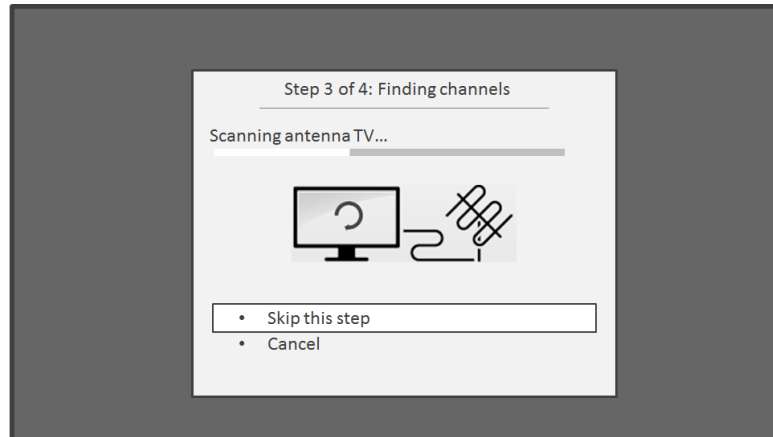 Step 3 of 4: Finding channels
Scanning antenna TV...
• Skip this step
• Cancel